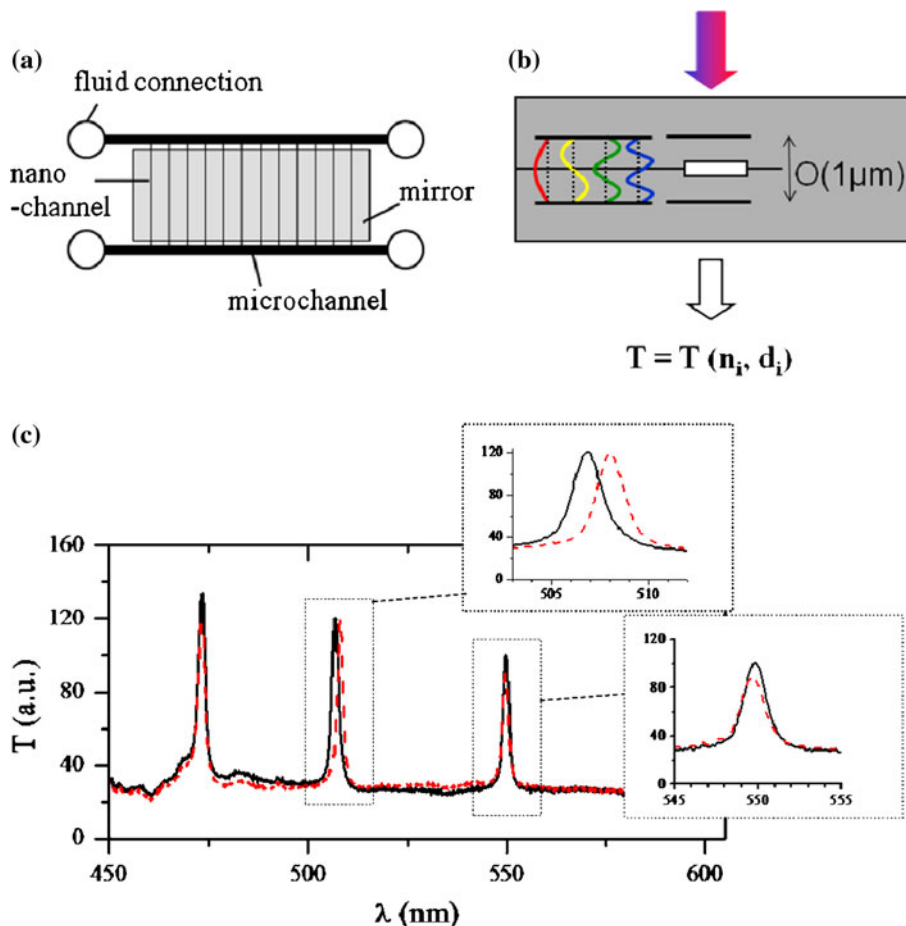 (a)
fluid connection
nano
-channel
mirror
microchannel
(b)
O(1μm)
T = T (nᵢ, dᵢ)
(c)
120
80
40
0
505
510
120
80
40
0
545
550
555
160
120
80
40
0
T (a.u.)
450
500
550
600
λ (nm)